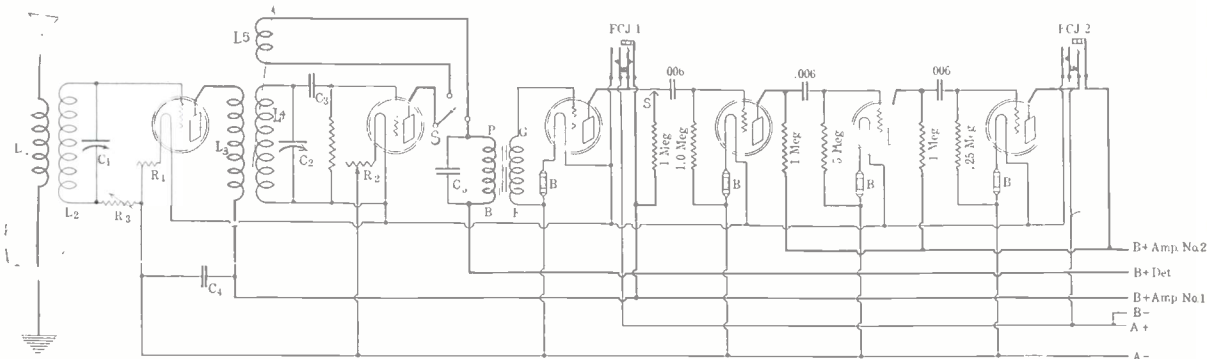 FCJ 1
FCJ 2
L5
.006
.006
.006
C3
L4
S
S
P
G
L.
C1
L3
C2
R2
1 Meg
1.0 Meg
1 Meg
.25 Meg
1 Meg
R1
B
B
B
B
L2
R3
B
F
B+ Amp No.2
B+ Det
C4
B+ Amp No.1
B-
A+
A-